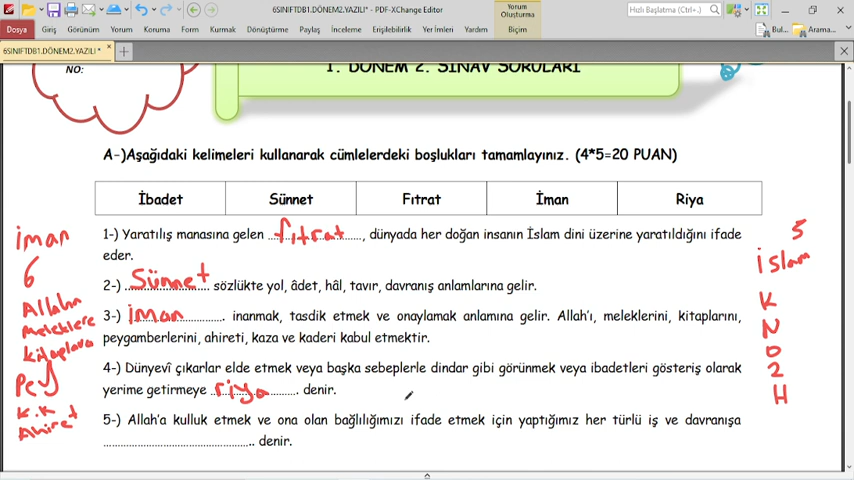 6SINIFTDB1.DÖNEM2.YAZILI* - PDF-XChange Editor
Yorum Oluşturma
Hızlı Başlatma (Ctrl+.)
Dosya Giriş Görünüm Yorum Koruma Form Kurmak Dönüştürme Paylaş İnceleme Erişilebilirlik Yer İmleri Yardım Biçim Bul... Arama...
6SINIFTDB1.DÖNEM2.YAZILI *
NO:
1. DÖNEM 2. SINAV SORULARI
A-)Aşağıdaki kelimeleri kullanarak cümlelerdeki boşlukları tamamlayınız. (4*5=20 PUAN)
İbadet Sünnet Fıtrat İman Riya
1-) Yaratılış manasına gelen fıtrat, dünyada her doğan insanın İslam dini üzerine yaratıldığını ifade
eder.
2-) Sünnet sözlükte yol, âdet, hâl, tavır, davranış anlamlarına gelir.
3-) iman inanmak, tasdik etmek ve onaylamak anlamına gelir. Allah’ı, meleklerini, kitaplarını,
peygamberlerini, ahireti, kaza ve kaderi kabul etmektir.
4-) Dünyevî çıkarlar elde etmek veya başka sebeplerle dindar gibi görünmek veya ibadetleri gösteriş olarak
yerime getirmeye riya denir.
5-) Allah’a kulluk etmek ve ona olan bağlılığımızı ifade etmek için yaptığımız her türlü iş ve davranışa
.. denir.
iman
6
Allaha
meleklere
kitaplara
Pey
K.K
Ahiret
5
islam
K
N
O
2
H